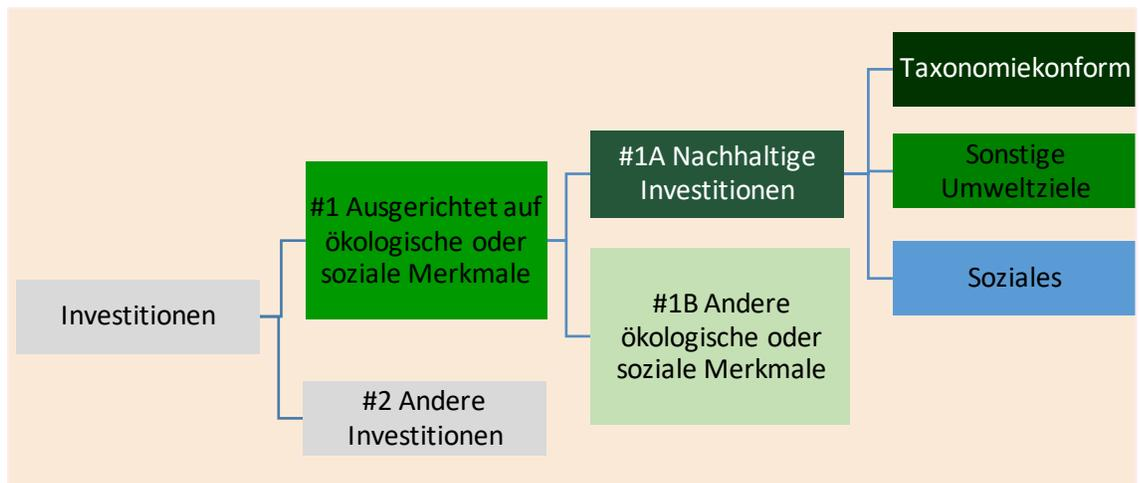 Investitionen
#1 Ausgerichtet auf
ökologische oder
soziale Merkmale
#2 Andere
Investitionen
#1A Nachhaltige
Investitionen
#1B Andere
ökologische oder
soziale Merkmale
Taxonomiekonform
Sonstige
Umweltziele
Soziales